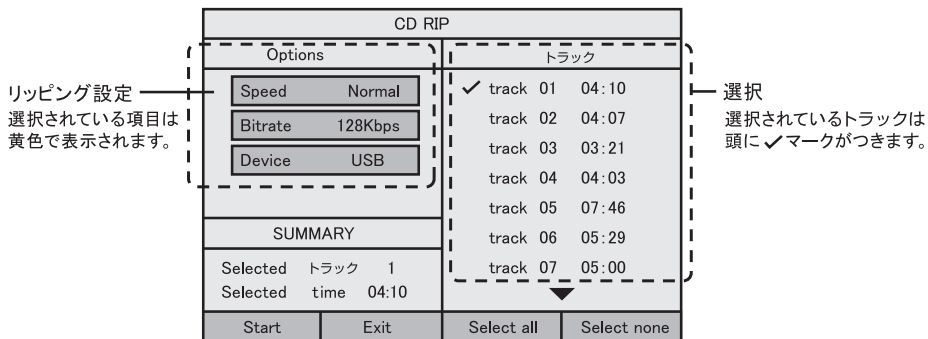 CD RIP
Options
Speed Normal
Bitrate 128Kbps
Device USB
SUMMARY
Selected トラック 1
Selected time 04:10
トラック
✓ track 01 04:10
track 02 04:07
track 03 03:21
track 04 04:03
track 05 07:46
track 06 05:29
track 07 05:00
Start Exit Select all Select none
リッピング設定
選択されている項目は
黄色で表示されます。
選択
選択されているトラックは
頭に✓マークがつきます。